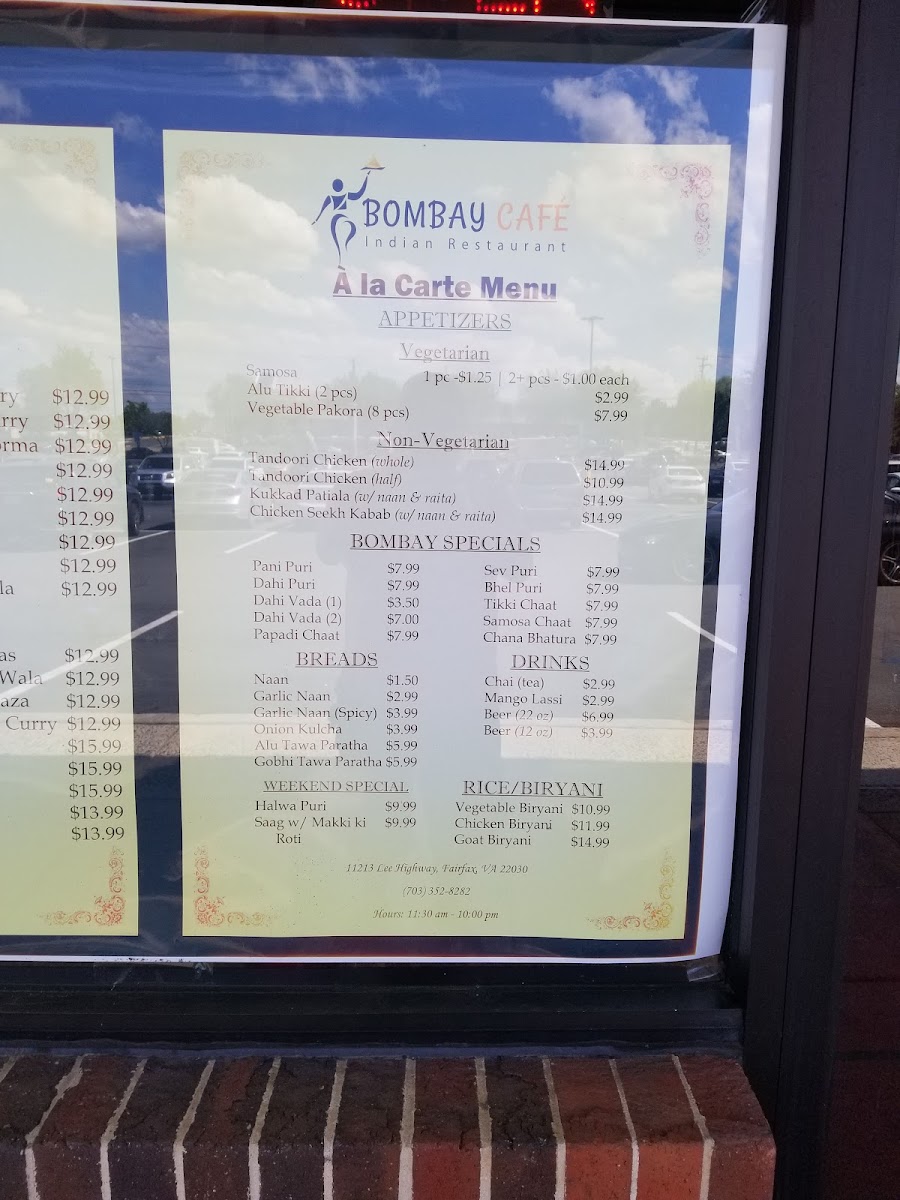 ry $12.99
rry $12.99
orma $12.99
$12.99
$12.99
$12.99
$12.99
$12.99
la $12.99
as $12.99
Wala $12.99
aza $12.99
Curry $12.99
$15.99
$15.99
$15.99
$13.99
$13.99
BOMBAY CAFÉ
Indian Restaurant
À la Carte Menu
APPETIZERS
Vegetarian
Samosa 1 pc -$1.25 | 2+ pcs - $1.00 each
Alu Tikki (2 pcs) $2.99
Vegetable Pakora (8 pcs) $7.99
Non-Vegetarian
Tandoori Chicken (whole) $14.99
Tandoori Chicken (half) $10.99
Kukkad Patiala (w/ naan & raita) $14.99
Chicken Seekh Kabab (w/ naan & raita) $14.99
BOMBAY SPECIALS
Pani Puri $7.99
Dahi Puri $7.99
Dahi Vada (1) $3.50
Dahi Vada (2) $7.00
Papadi Chaat $7.99
Sev Puri $7.99
Bhel Puri $7.99
Tikki Chaat $7.99
Samosa Chaat $7.99
Chana Bhatura $7.99
BREADS
Naan $1.50
Garlic Naan $2.99
Garlic Naan (Spicy) $3.99
Onion Kulcha $3.99
Alu Tawa Paratha $5.99
Gobhi Tawa Paratha $5.99
DRINKS
Chai (tea) $2.99
Mango Lassi $2.99
Beer (22 oz) $6.99
Beer (12 oz) $3.99
WEEKEND SPECIAL
Halwa Puri $9.99
Saag w/ Makki ki $9.99
Roti
RICE/BIRYANI
Vegetable Biryani $10.99
Chicken Biryani $11.99
Goat Biryani $14.99
11213 Lee Highway, Fairfax, VA 22030
(703) 352-8282
Hours: 11:30 am - 10:00 pm